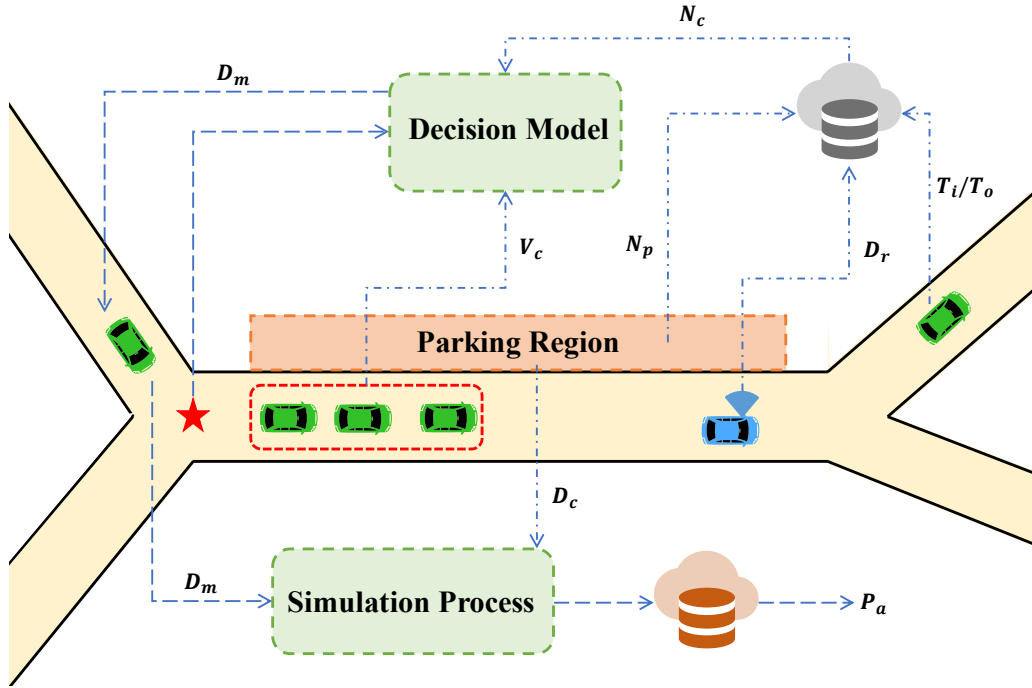 N_c
D_m
Decision Model
T_i/T_o
V_c
N_p
D_r
Parking Region
D_c
D_m
Simulation Process
P_a